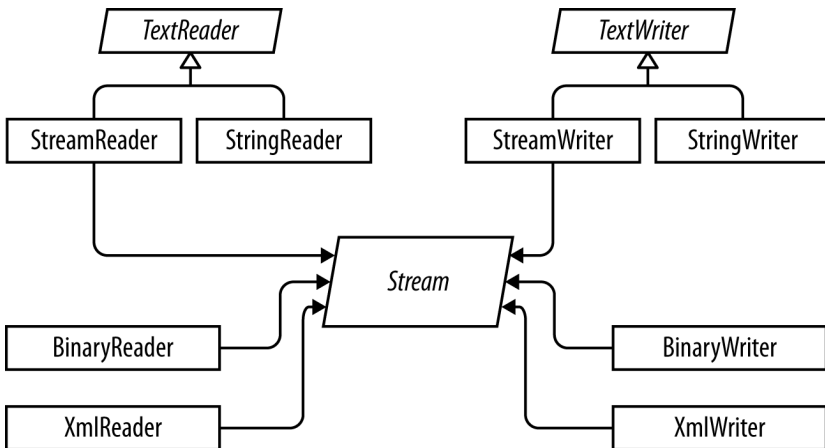 TextReader
TextWriter
StreamReader
StringReader
StreamWriter
StringWriter
Stream
BinaryReader
BinaryWriter
XmlReader
XmlWriter